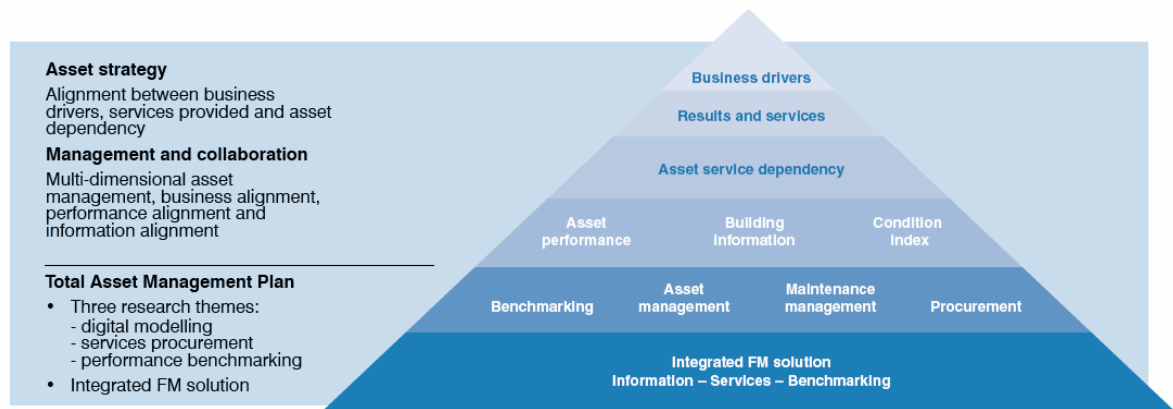 Asset strategy
Alignment between business
drivers, services provided and asset
dependency
Management and collaboration
Multi-dimensional asset
management, business alignment,
performance alignment and
information alignment
Total Asset Management Plan
• Three research themes:
- digital modelling
- services procurement
- performance benchmarking
• Integrated FM solution
Business drivers
Results and services
Asset service dependency
Asset
performance
Building
Information
Condition
Index
Benchmarking
Asset
management
Maintenance
management
Procurement
Integrated FM solution
Information – Services – Benchmarking